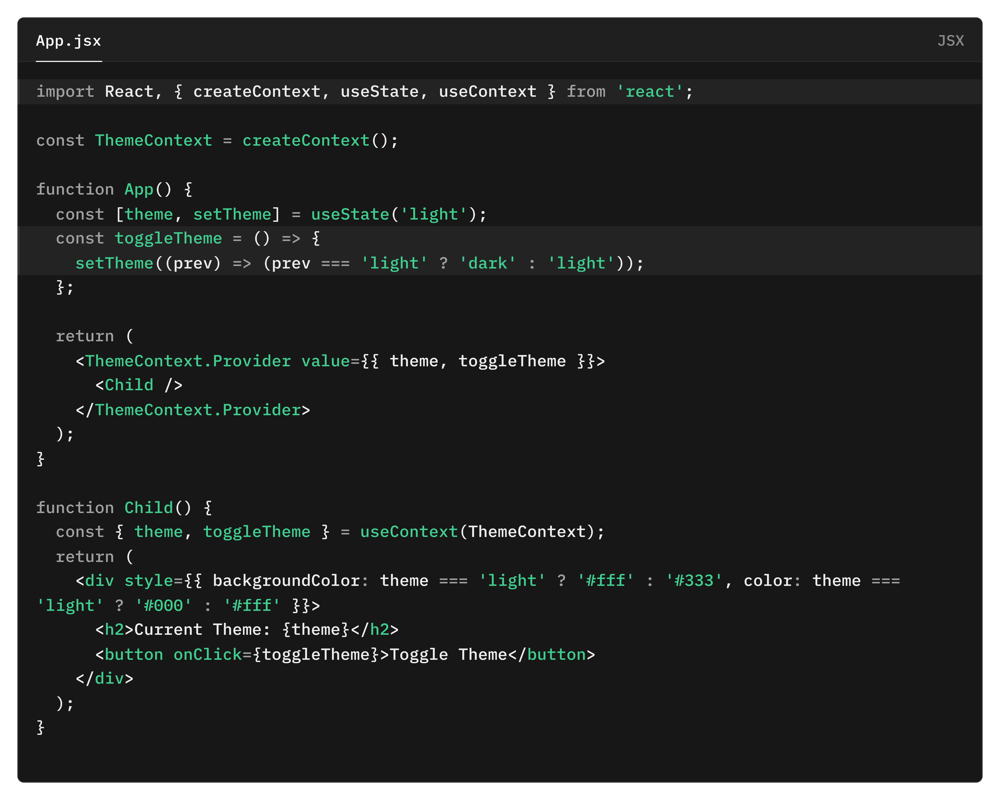 App.jsx
JSX
import React, { createContext, useState, useContext } from 'react';

const ThemeContext = createContext();

function App() {
  const [theme, setTheme] = useState('light');
  const toggleTheme = () => {
    setTheme((prev) => (prev === 'light' ? 'dark' : 'light'));
  };

  return (
    <ThemeContext.Provider value={{ theme, toggleTheme }}>
      <Child />
    </ThemeContext.Provider>
  );
}

function Child() {
  const { theme, toggleTheme } = useContext(ThemeContext);
  return (
    <div style={{ backgroundColor: theme === 'light' ? '#fff' : '#333', color: theme ===
'light' ? '#000' : '#fff' }}>
      <h2>Current Theme: {theme}</h2>
      <button onClick={toggleTheme}>Toggle Theme</button>
    </div>
  );
}